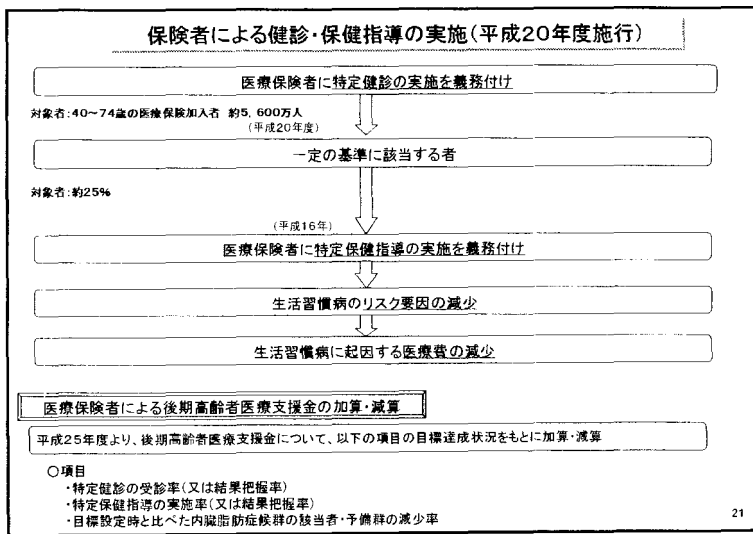 保険者による健診・保健指導の実施(平成20年度施行)
医療保険者に特定健診の実施を義務付け
対象者:40~74歳の医療保険加入者 約5,600万人
(平成20年度)
一定の基準に該当する者
対象者:約25%
(平成16年)
医療保険者に特定保健指導の実施を義務付け
生活習慣病のリスク要因の減少
生活習慣病に起因する医療費の減少
医療保険者による後期高齢者医療支援金の加算・減算
平成25年度より、後期高齢者医療支援金について、以下の項目の目標達成状況をもとに加算・減算
○項目
・特定健診の受診率(又は結果把握率)
・特定保健指導の実施率(又は結果把握率)
・目標設定時と比べた内臓脂肪症候群の該当者・予備群の減少率
21